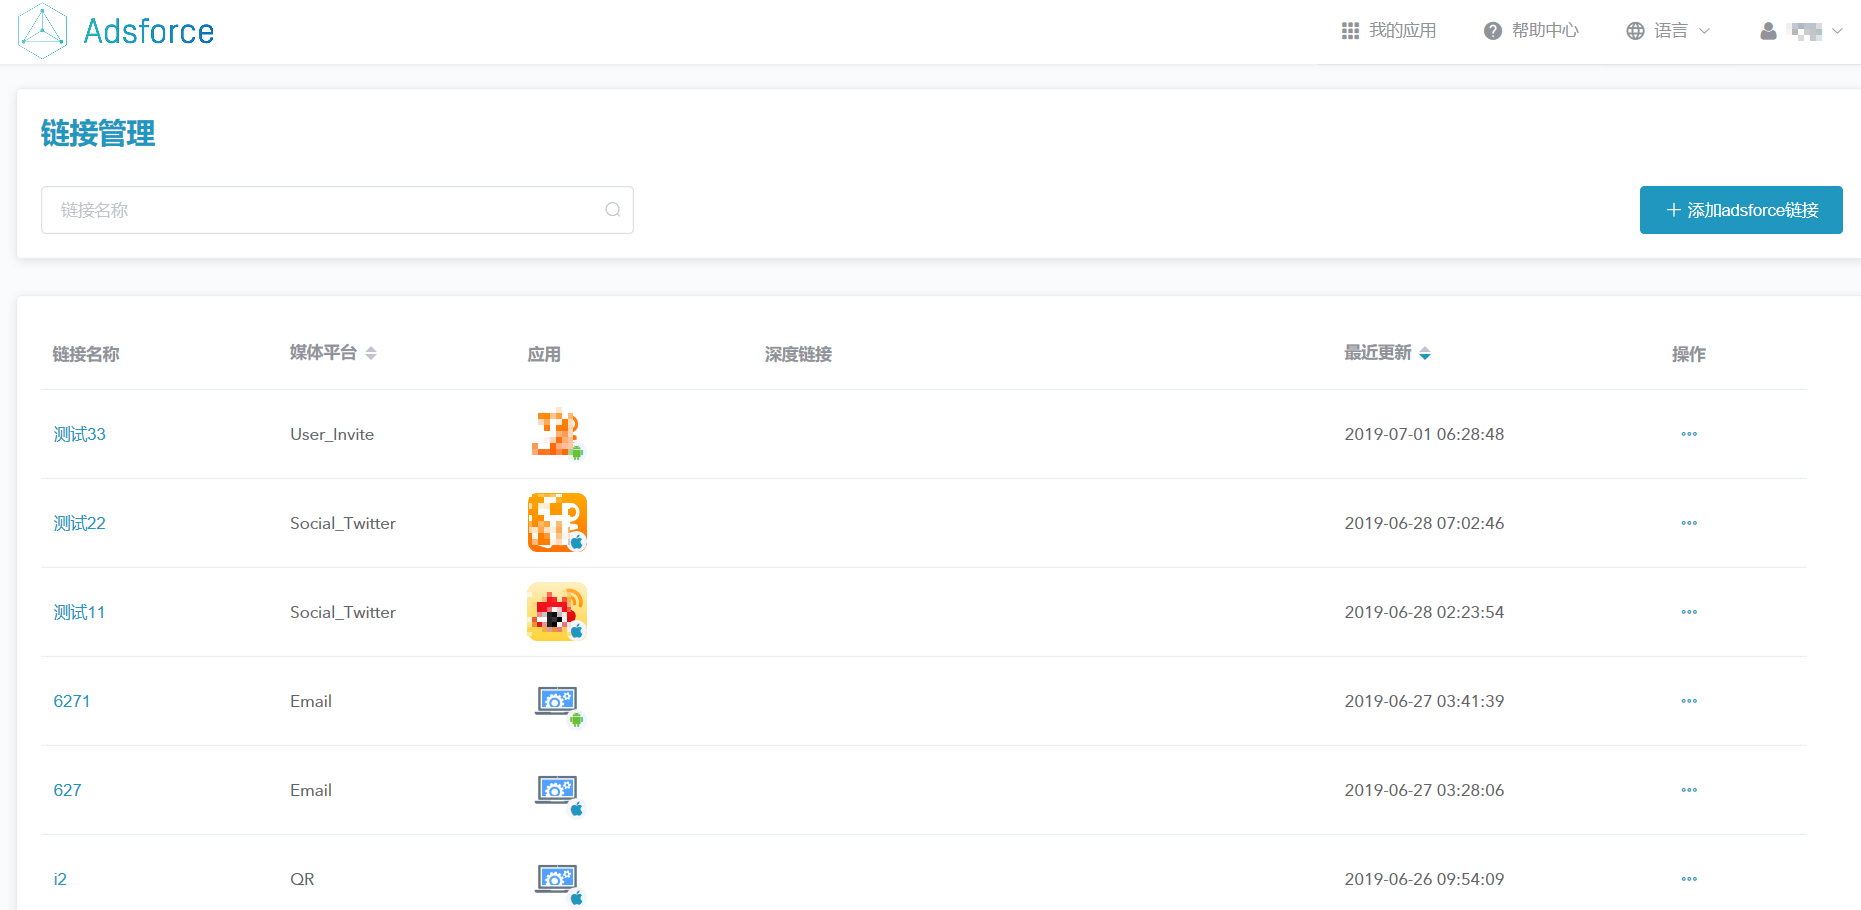 Adsforce
我的应用 帮助中心 语言
链接管理
链接名称
添加adsforce链接
链接名称 媒体平台 应用 深度链接 最近更新 操作
测试33 User_Invite 2019-07-01 06:28:48
测试22 Social_Twitter 2019-06-28 07:02:46
测试11 Social_Twitter 2019-06-28 02:23:54
6271 Email 2019-06-27 03:41:39
627 Email 2019-06-27 03:28:06
i2 QR 2019-06-26 09:54:09